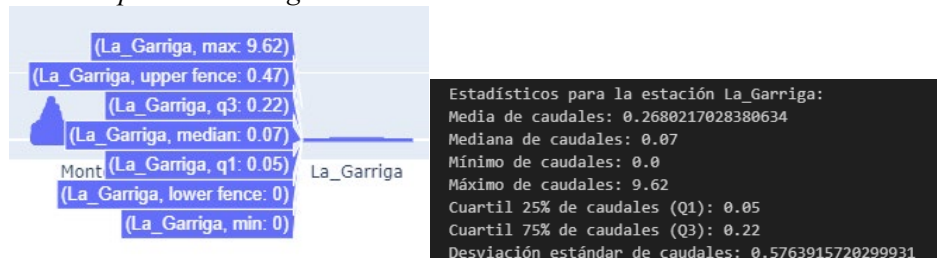 (La_Garriga, max: 9.62)
(La_Garriga, upper fence: 0.47)
(La_Garriga, q3: 0.22)
(La_Garriga, median: 0.07)
(La_Garriga, q1: 0.05)
(La_Garriga, lower fence: 0)
(La_Garriga, min: 0)
Mont
La_Garriga
Estadísticos para la estación La_Garriga:
Media de caudales: 0.2680217028380634
Mediana de caudales: 0.07
Mínimo de caudales: 0.0
Máximo de caudales: 9.62
Cuartil 25% de caudales (Q1): 0.05
Cuartil 75% de caudales (Q3): 0.22
Desviación estándar de caudales: 0.5763915720299931